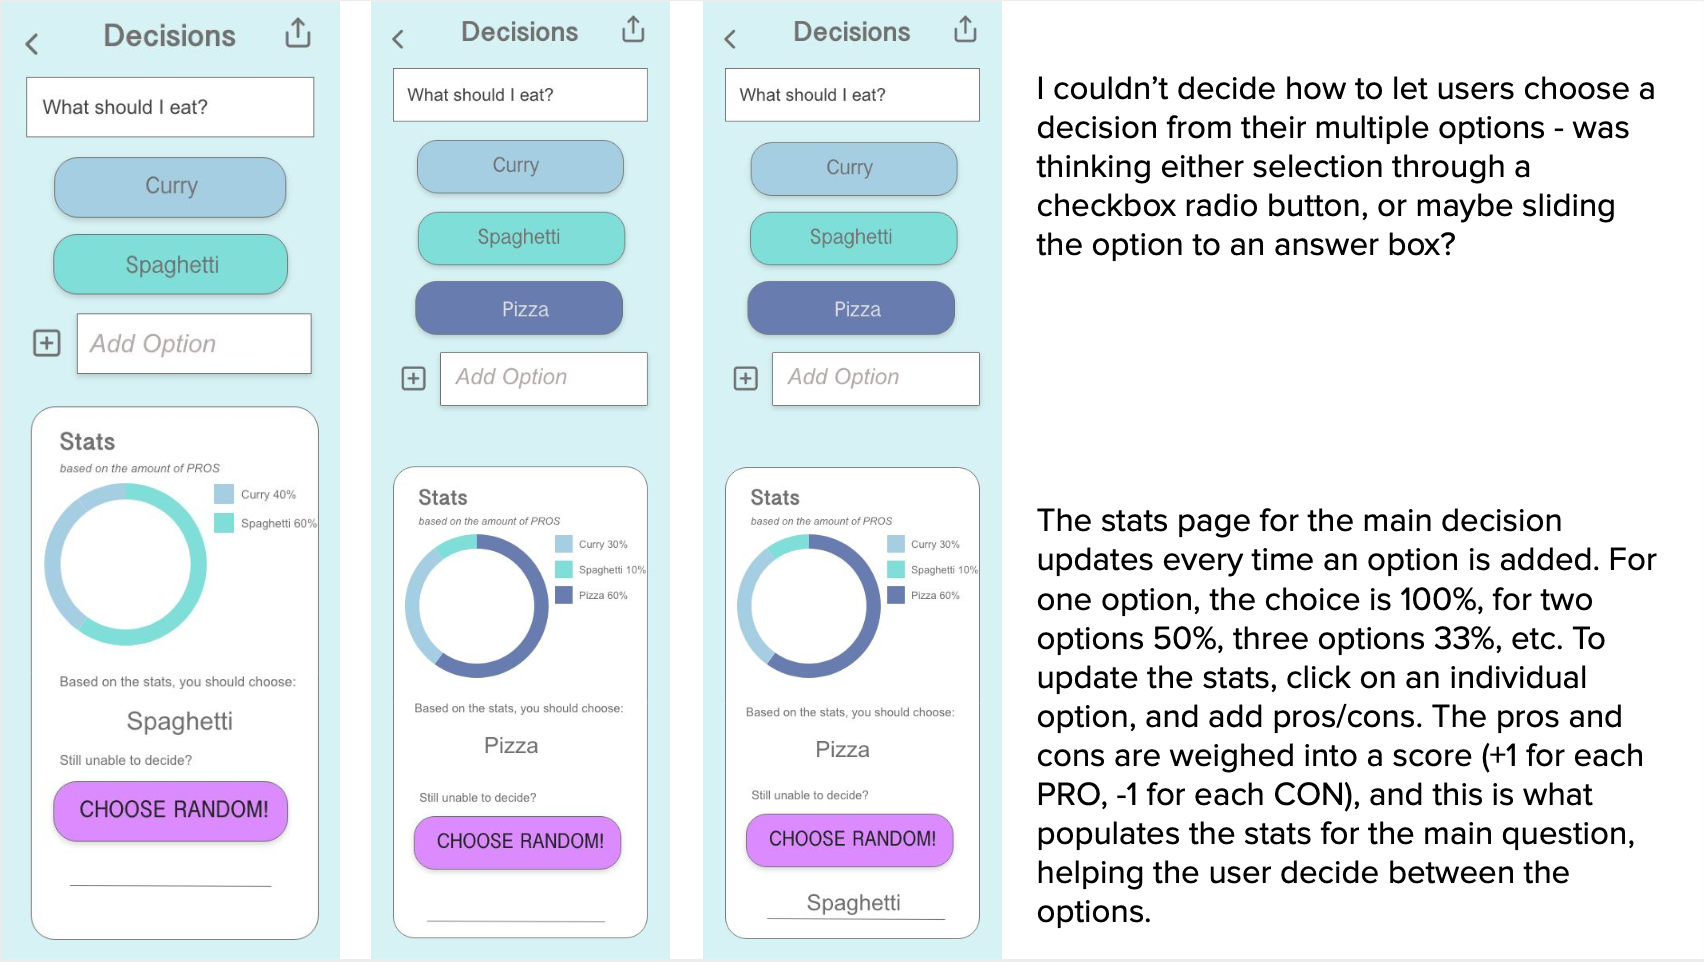 Decisions
What should I eat?
Curry
Spaghetti
Add Option
Stats
based on the amount of PROS
Curry 40%
Spaghetti 60%
Based on the stats, you should choose:
Spaghetti
Still unable to decide?
CHOOSE RANDOM!
Decisions
What should I eat?
Curry
Spaghetti
Pizza
Add Option
Stats
based on the amount of PROS
Curry 30%
Spaghetti 10%
Pizza 60%
Based on the stats, you should choose:
Pizza
Still unable to decide?
CHOOSE RANDOM!
Decisions
What should I eat?
Curry
Spaghetti
Pizza
Add Option
Stats
based on the amount of PROS
Curry 30%
Spaghetti 10%
Pizza 60%
Based on the stats, you should choose:
Pizza
Still unable to decide?
CHOOSE RANDOM!
Spaghetti
I couldn’t decide how to let users choose a
decision from their multiple options - was
thinking either selection through a
checkbox radio button, or maybe sliding
the option to an answer box?
The stats page for the main decision
updates every time an option is added. For
one option, the choice is 100%, for two
options 50%, three options 33%, etc. To
update the stats, click on an individual
option, and add pros/cons. The pros and
cons are weighed into a score (+1 for each
PRO, -1 for each CON), and this is what
populates the stats for the main question,
helping the user decide between the
options.